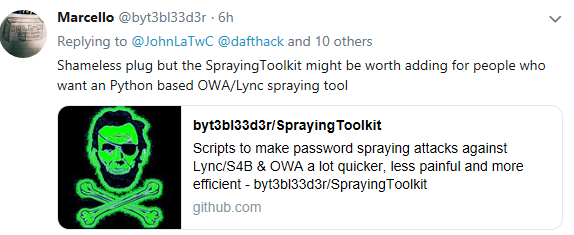 Marcello @byt3bl33d3r · 6h
Replying to @JohnLaTwC @dafthack and 10 others
Shameless plug but the SprayingToolkit might be worth adding for people who
want an Python based OWA/Lync spraying tool
byt3bl33d3r/SprayingToolkit
Scripts to make password spraying attacks against
Lync/S4B & OWA a lot quicker, less painful and more
efficient - byt3bl33d3r/SprayingToolkit
github.com